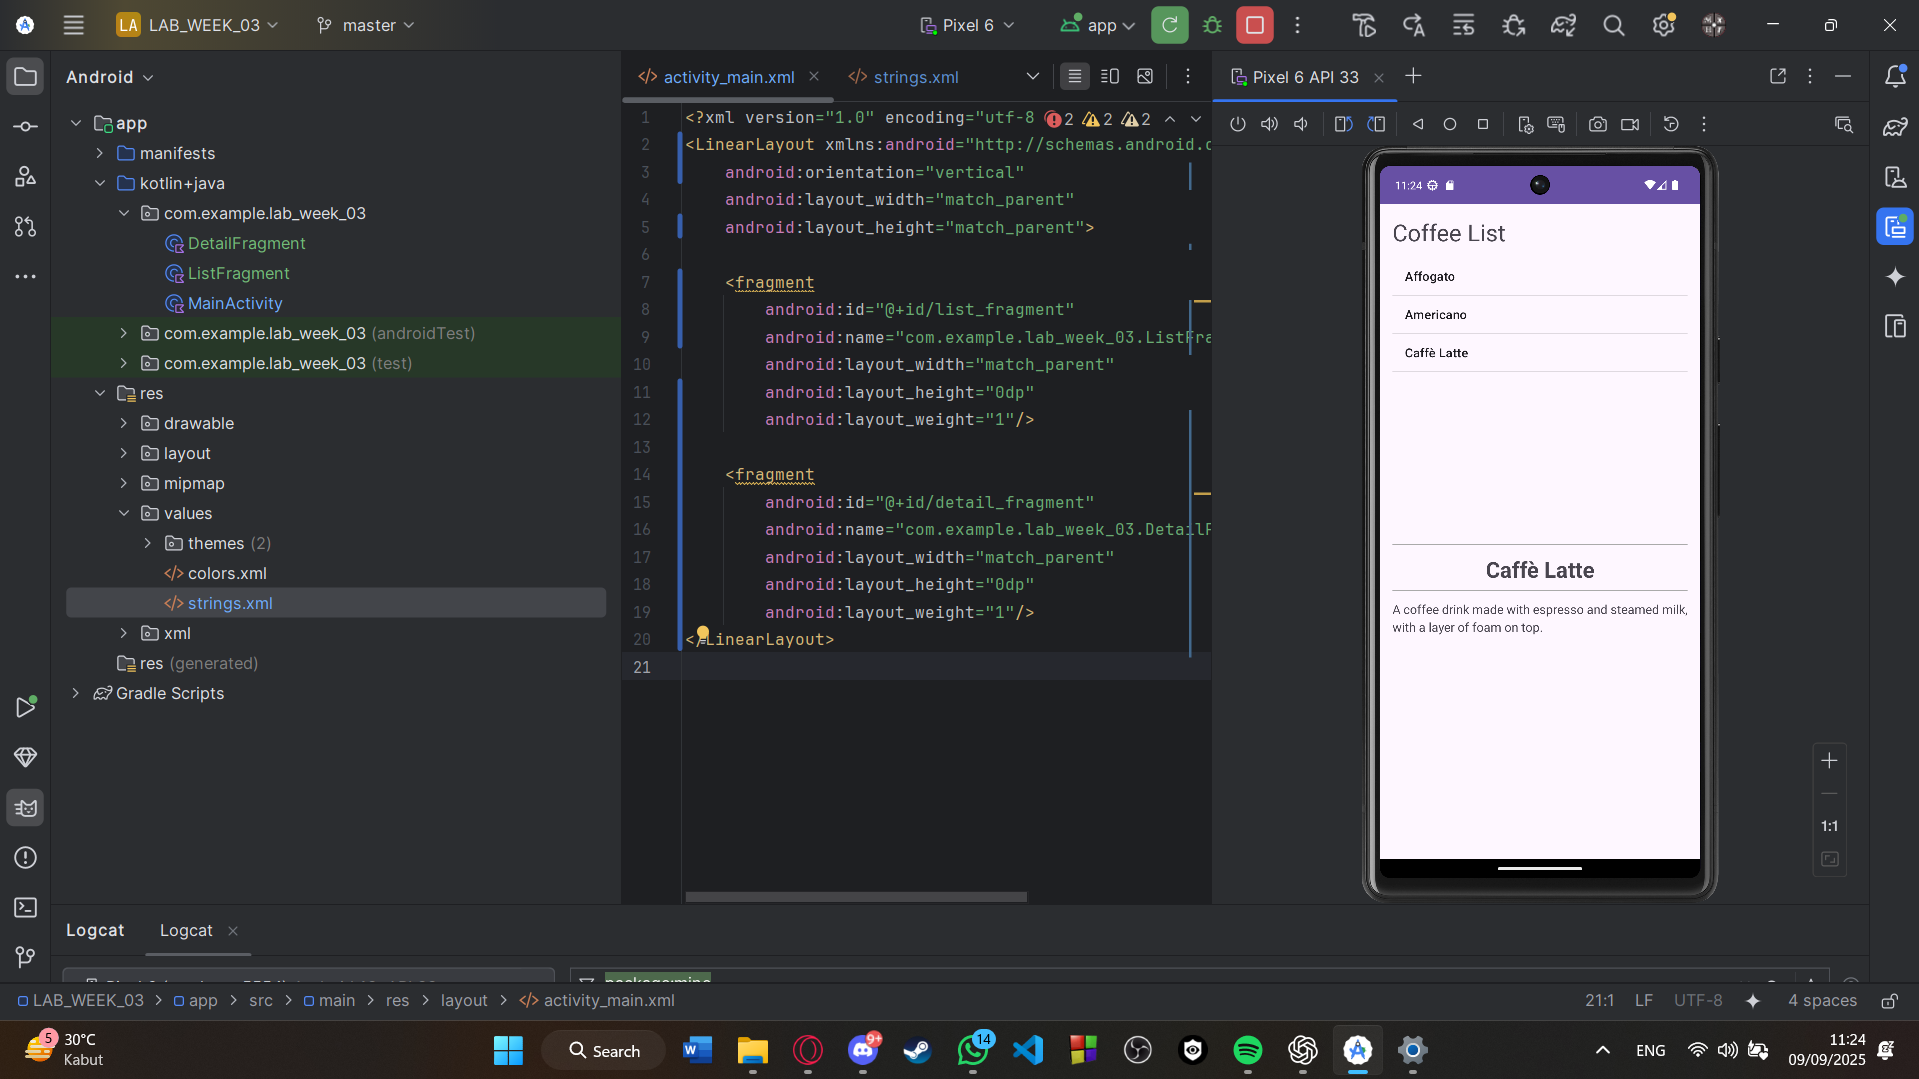 LA LAB_WEEK_03 master Pixel 6 app
Android
app
manifests
kotlin+java
com.example.lab_week_03
DetailFragment
ListFragment
MainActivity
com.example.lab_week_03 (androidTest)
com.example.lab_week_03 (test)
res
drawable
layout
mipmap
values
themes (2)
colors.xml
strings.xml
xml
res (generated)
Gradle Scripts
activity_main.xml strings.xml
2 2 2
1 <?xml version="1.0" encoding="utf-8
2 <LinearLayout xmlns:android="http://schemas.android.
3 android:orientation="vertical"
4 android:layout_width="match_parent"
5 android:layout_height="match_parent">
6
7 <fragment
8 android:id="@+id/list_fragment"
9 android:name="com.example.lab_week_03.ListFra
10 android:layout_width="match_parent"
11 android:layout_height="0dp"
12 android:layout_weight="1"/>
13
14 <fragment
15 android:id="@+id/detail_fragment"
16 android:name="com.example.lab_week_03.Detail
17 android:layout_width="match_parent"
18 android:layout_height="0dp"
19 android:layout_weight="1"/>
20 </LinearLayout>
21
Pixel 6 API 33
11:24
Coffee List
Affogato
Americano
Caffè Latte
Caffè Latte
A coffee drink made with espresso and steamed milk,
with a layer of foam on top.
1:1
Logcat Logcat
LAB_WEEK_03 > app > src > main > res > layout > activity_main.xml
21:1 LF UTF-8 4 spaces
5
30°C
Kabut
Search
9+
14
ENG
11:24
09/09/2025